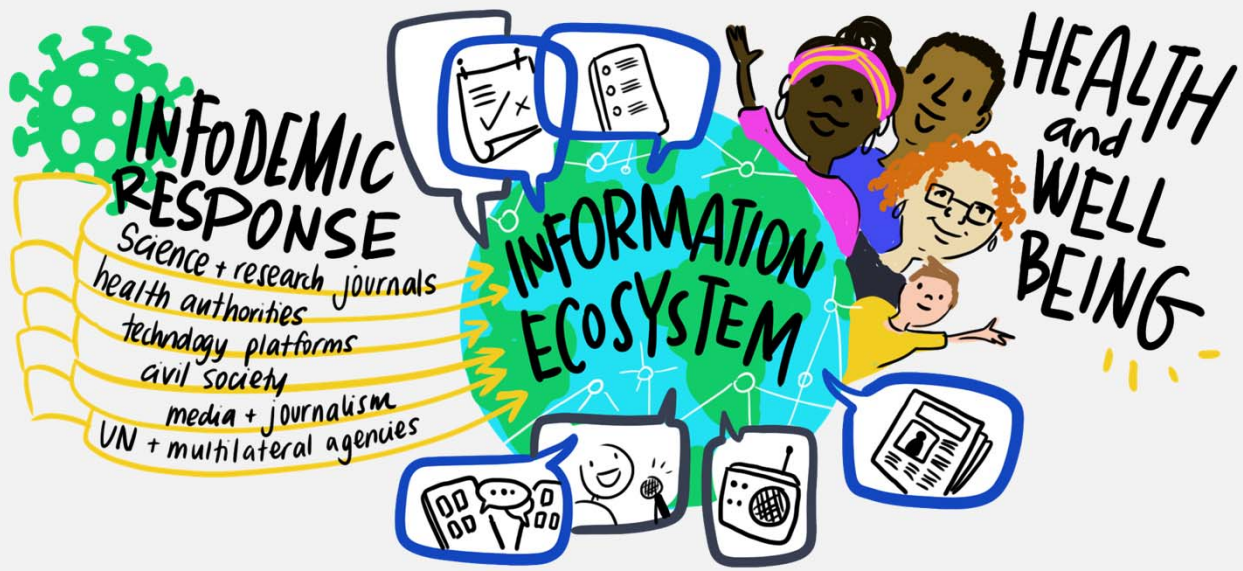 INFODEMIC
RESPONSE
science + research journals
health authorities
technology platforms
civil society
media + journalism
UN + multilateral agencies
INFORMATION
ECOSYSTEM
HEALTH
and
WELL
BEING